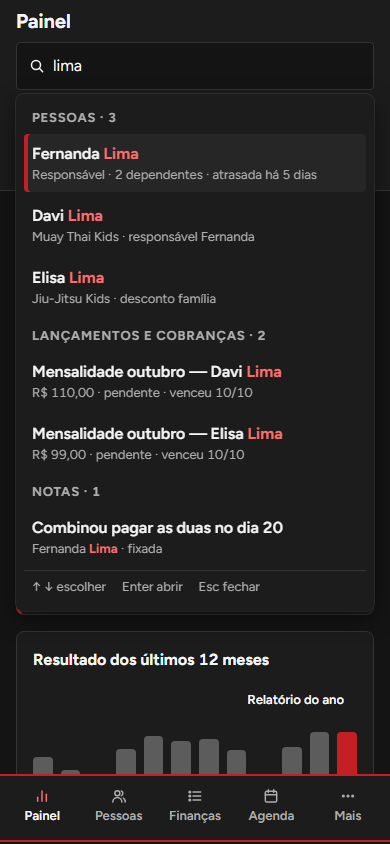 Painel
lima
PESSOAS · 3
Fernanda Lima
Responsável · 2 dependentes · atrasada há 5 dias
Davi Lima
Muay Thai Kids · responsável Fernanda
Elisa Lima
Jiu-Jitsu Kids · desconto família
LANÇAMENTOS E COBRANÇAS · 2
Mensalidade outubro — Davi Lima
R$ 110,00 · pendente · venceu 10/10
Mensalidade outubro — Elisa Lima
R$ 99,00 · pendente · venceu 10/10
NOTAS · 1
Combinou pagar as duas no dia 20
Fernanda Lima · fixada
↑ ↓ escolher Enter abrir Esc fechar
Resultado dos últimos 12 meses
Relatório do ano
Painel Pessoas Finanças Agenda Mais